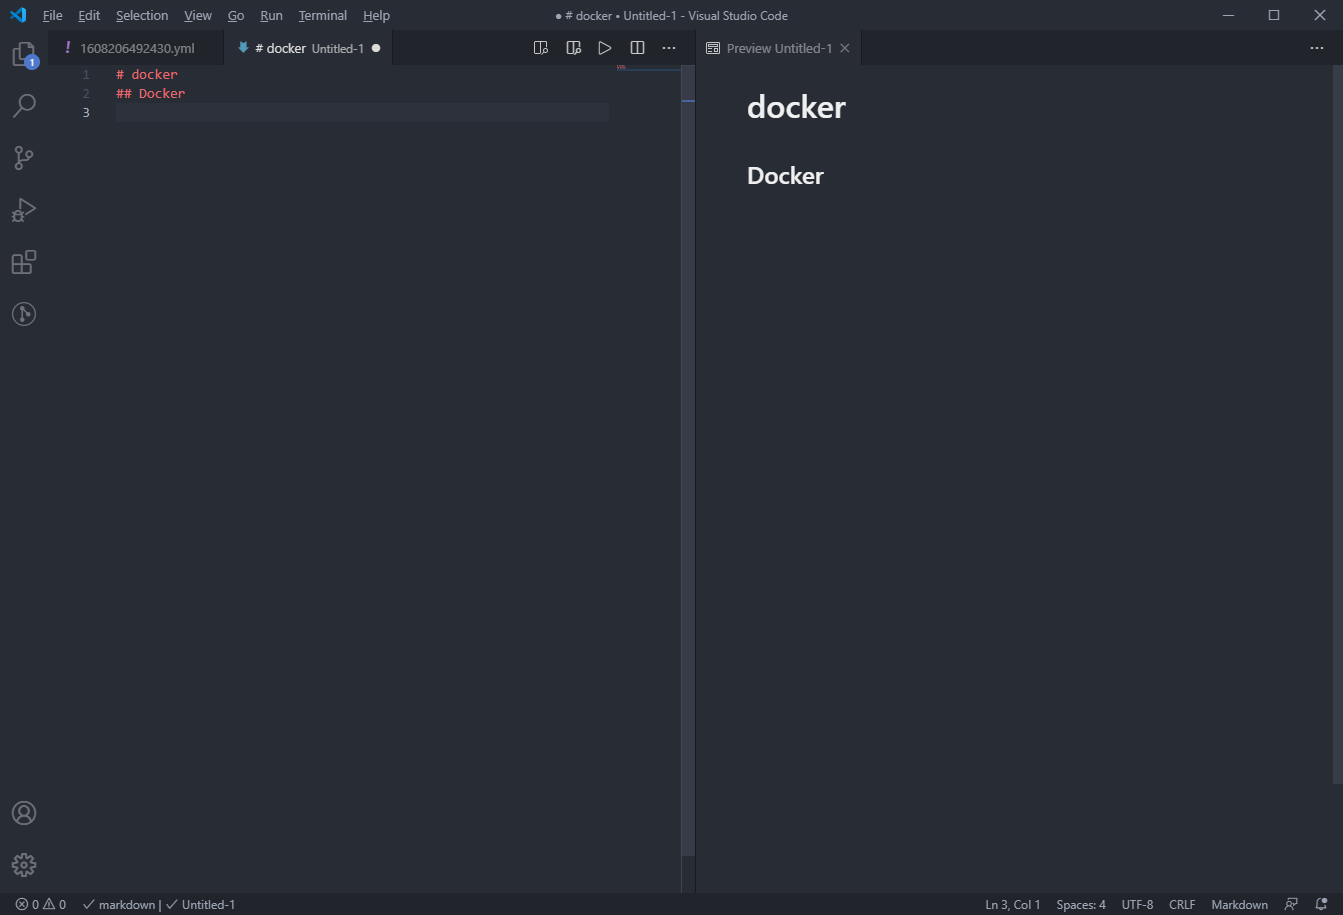 File Edit Selection View Go Run Terminal Help ● # docker • Untitled-1 - Visual Studio Code
1
! 1608206492430.yml # docker Untitled-1 ● Preview Untitled-1
1 # docker
2 ## Docker
3
docker
Docker
0 0 markdown | Untitled-1 Ln 3, Col 1 Spaces: 4 UTF-8 CRLF Markdown